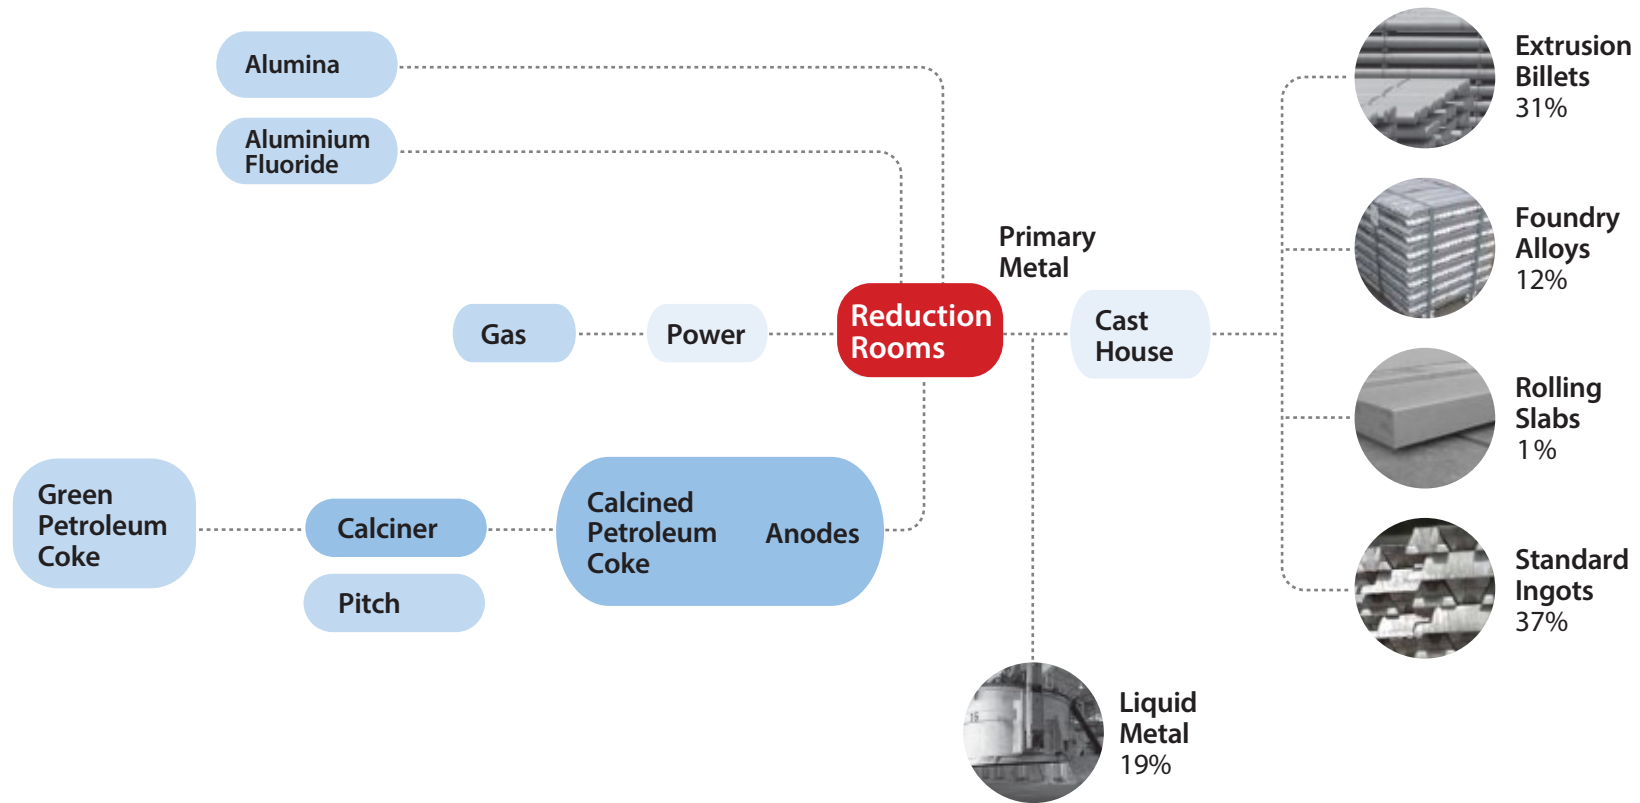 Alumina
Aluminium
Fluoride
Gas
Power
Reduction
Rooms
Primary
Metal
Cast
House
Green
Petroleum
Coke
Calciner
Pitch
Calcined
Petroleum
Coke
Anodes
Extrusion
Billets
31%
Foundry
Alloys
12%
Rolling
Slabs
1%
Standard
Ingots
37%
Liquid
Metal
19%
16